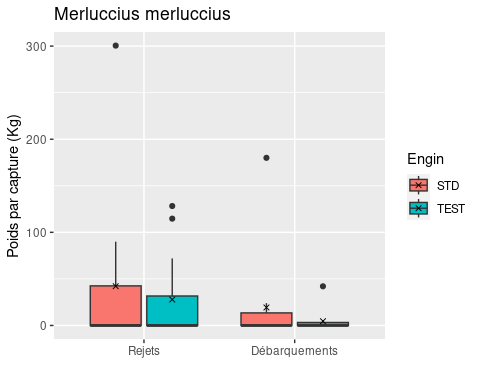 Merluccius merluccius
Poids par capture (Kg)
300
200
100
0
Rejets
Débarquements
Engin
STD
TEST